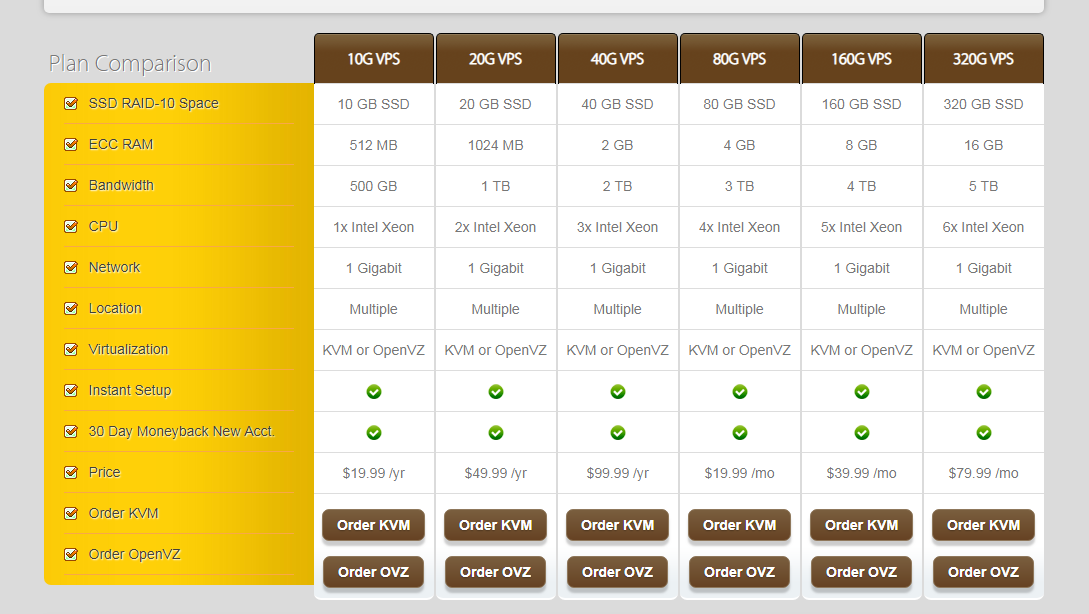 Plan Comparison 10G VPS 20G VPS 40G VPS 80G VPS 160G VPS 320G VPS
SSD RAID-10 Space 10 GB SSD 20 GB SSD 40 GB SSD 80 GB SSD 160 GB SSD 320 GB SSD
ECC RAM 512 MB 1024 MB 2 GB 4 GB 8 GB 16 GB
Bandwidth 500 GB 1 TB 2 TB 3 TB 4 TB 5 TB
CPU 1x Intel Xeon 2x Intel Xeon 3x Intel Xeon 4x Intel Xeon 5x Intel Xeon 6x Intel Xeon
Network 1 Gigabit 1 Gigabit 1 Gigabit 1 Gigabit 1 Gigabit 1 Gigabit
Location Multiple Multiple Multiple Multiple Multiple Multiple
Virtualization KVM or OpenVZ KVM or OpenVZ KVM or OpenVZ KVM or OpenVZ KVM or OpenVZ KVM or OpenVZ
Instant Setup
30 Day Moneyback New Acct.
Price $19.99 /yr $49.99 /yr $99.99 /yr $19.99 /mo $39.99 /mo $79.99 /mo
Order KVM Order KVM Order KVM Order KVM Order KVM Order KVM Order KVM
Order OpenVZ Order OVZ Order OVZ Order OVZ Order OVZ Order OVZ Order OVZ